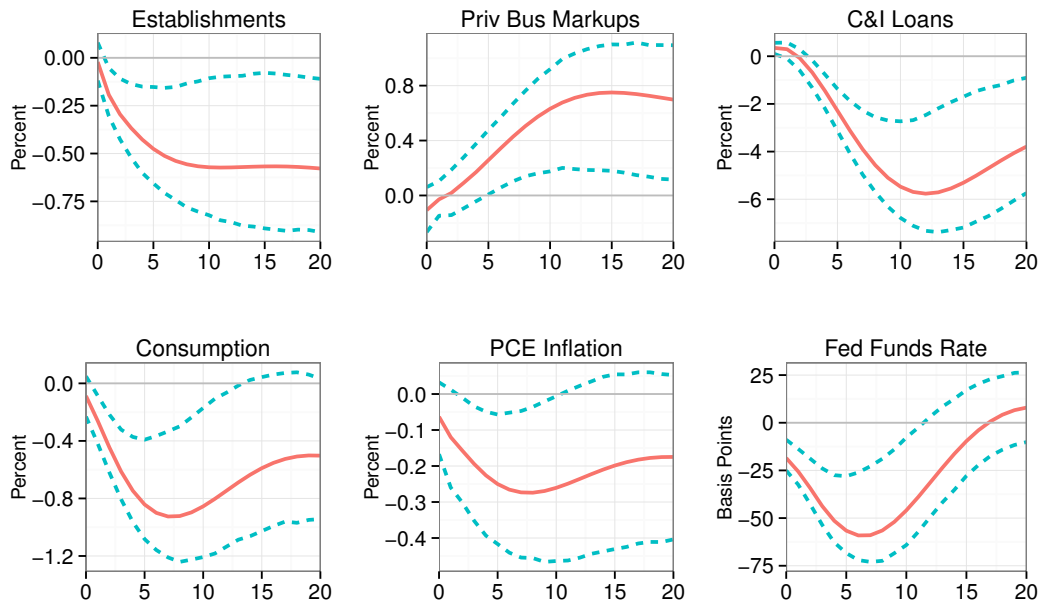 Establishments
Priv Bus Markups
C&I Loans
Percent
0.00
−0.25
−0.50
−0.75
0 5 10 15 20
Percent
0.8
0.4
0.0
0 5 10 15 20
Percent
0
−2
−4
−6
0 5 10 15 20
Consumption
PCE Inflation
Fed Funds Rate
Percent
0.0
−0.4
−0.8
−1.2
0 5 10 15 20
Percent
0.0
−0.1
−0.2
−0.3
−0.4
0 5 10 15 20
Basis Points
25
0
−25
−50
−75
0 5 10 15 20